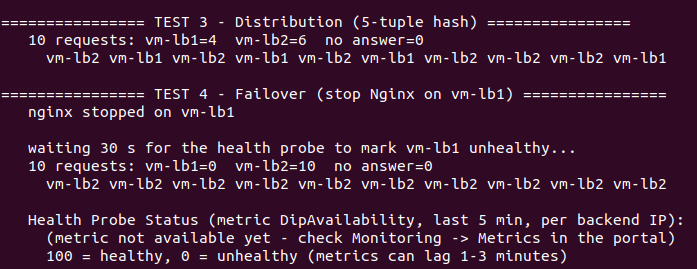 ================ TEST 3 - Distribution (5-tuple hash) ================
10 requests: vm-lb1=4 vm-lb2=6 no answer=0
vm-lb2 vm-lb1 vm-lb2 vm-lb1 vm-lb2 vm-lb1 vm-lb2 vm-lb2 vm-lb2 vm-lb1
================ TEST 4 - Failover (stop Nginx on vm-lb1) ================
nginx stopped on vm-lb1
waiting 30 s for the health probe to mark vm-lb1 unhealthy...
10 requests: vm-lb1=0 vm-lb2=10 no answer=0
vm-lb2 vm-lb2 vm-lb2 vm-lb2 vm-lb2 vm-lb2 vm-lb2 vm-lb2 vm-lb2 vm-lb2
Health Probe Status (metric DipAvailability, last 5 min, per backend IP):
(metric not available yet - check Monitoring -> Metrics in the portal)
100 = healthy, 0 = unhealthy (metrics can lag 1-3 minutes)